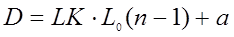 D = LK · L₀(n − 1) + a